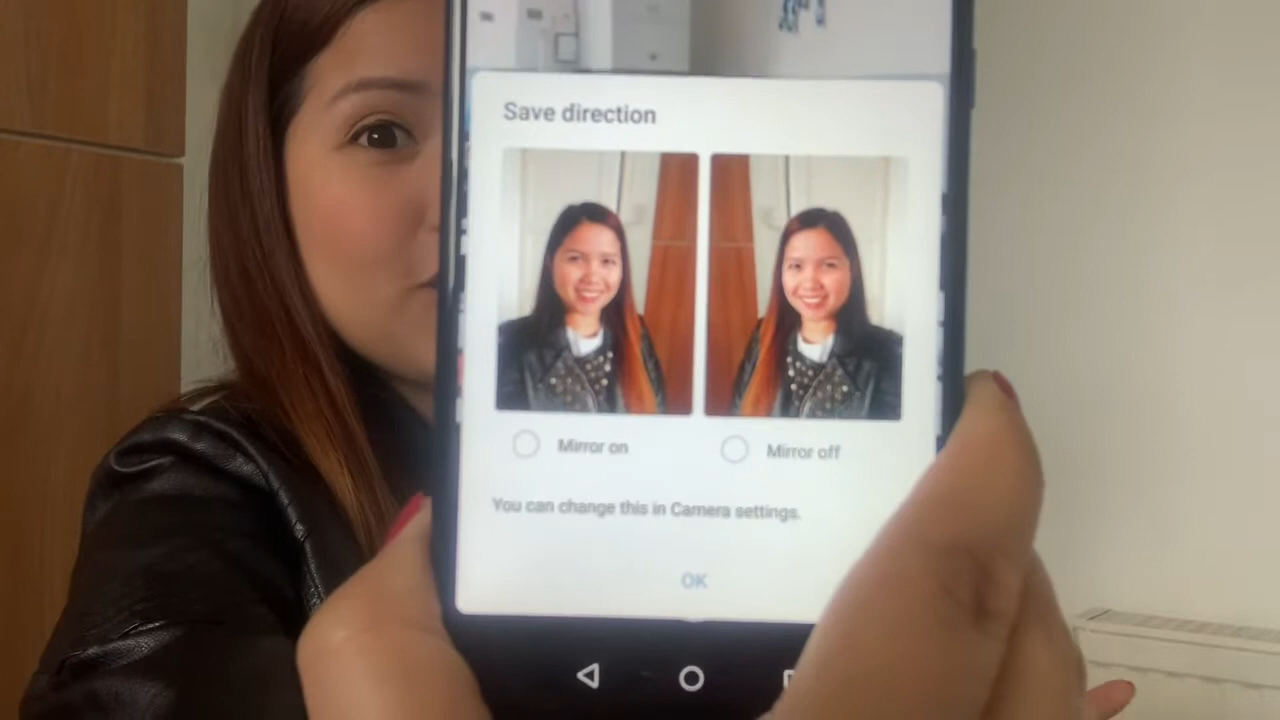 Save direction
Mirror on
Mirror off
You can change this in Camera settings.
OK